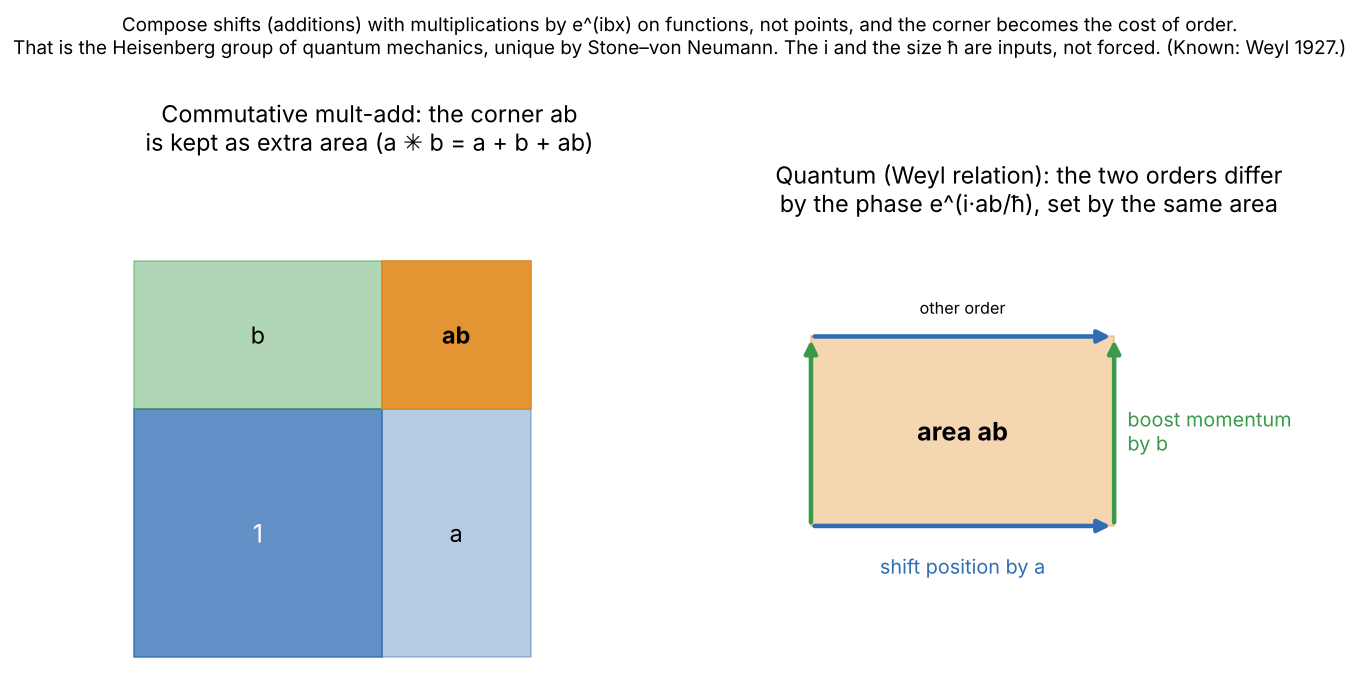 Compose shifts (additions) with multiplications by e^(ibx) on functions, not points, and the corner becomes the cost of order.
That is the Heisenberg group of quantum mechanics, unique by Stone–von Neumann. The i and the size ħ are inputs, not forced. (Known: Weyl 1927.)
Commutative mult-add: the corner ab
is kept as extra area (a ✳ b = a + b + ab)
Quantum (Weyl relation): the two orders differ
by the phase e^(i·ab/ħ), set by the same area
b
ab
1
a
other order
area ab
boost momentum
by b
shift position by a